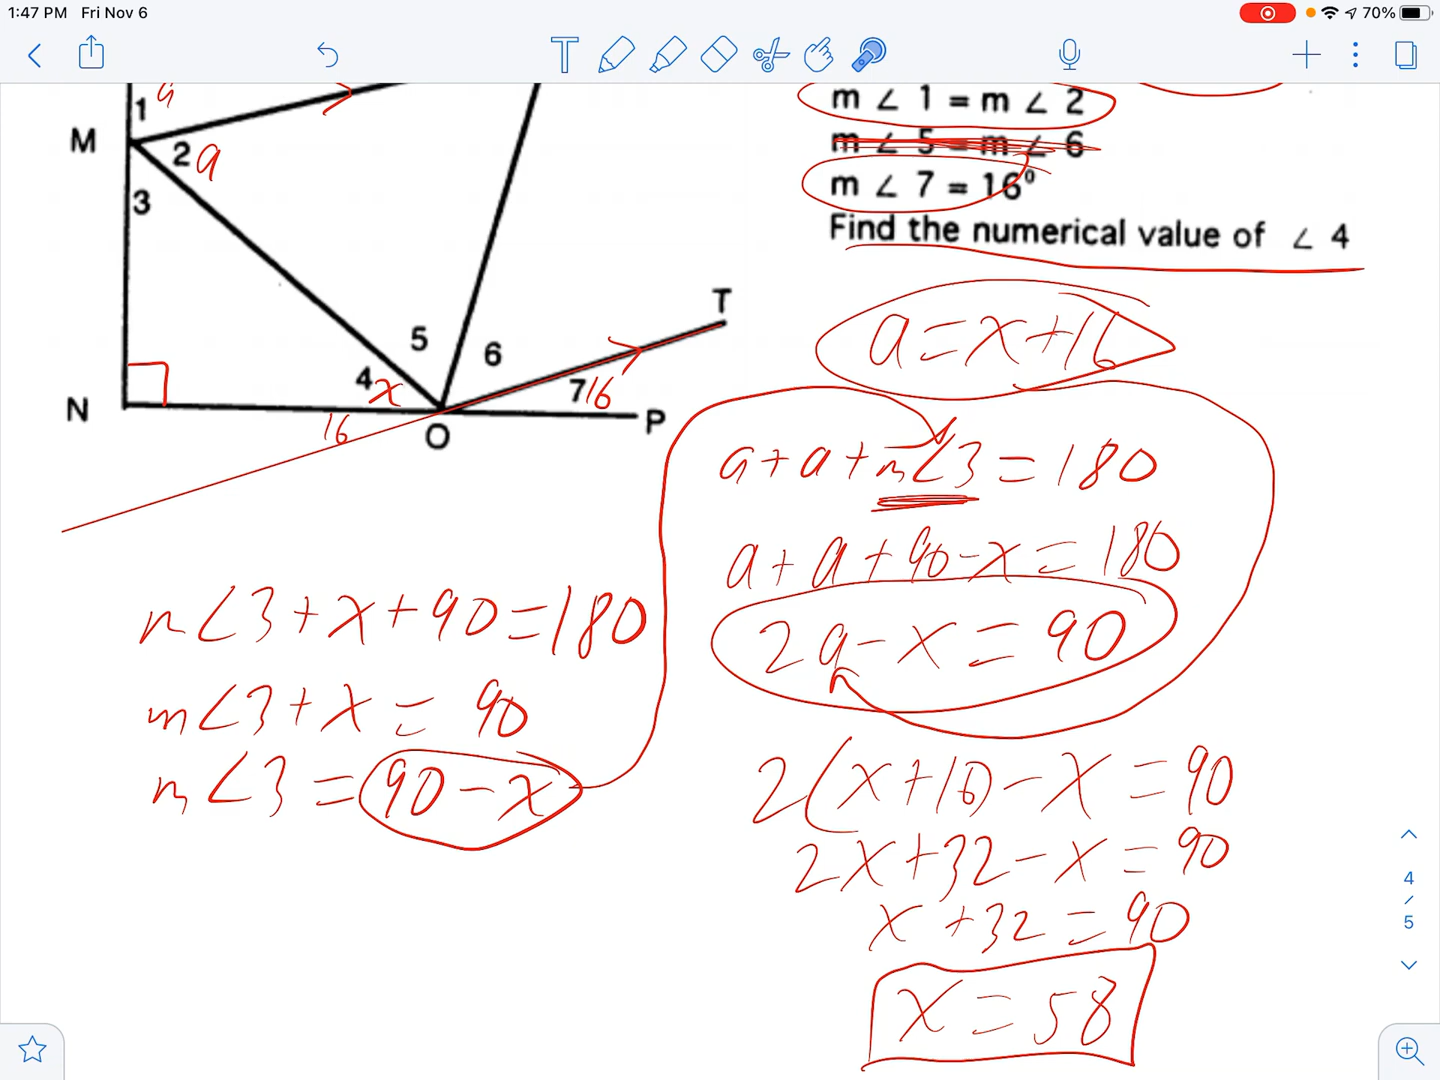 1:47 PM Fri Nov 6
70%
m ∠ 1 = m ∠ 2
m ∠ 5 = m ∠ 6
m ∠ 7 = 16°
Find the numerical value of ∠ 4
1 a
M
2 a
3
T
5
6
4 x
7 16
N
16
O
P
a = x + 16
a + a + m∠3 = 180
a + a + 90 - x = 180
2a - x = 90
m∠3 + x + 90 = 180
m∠3 + x = 90
m∠3 = 90 - x
2(x + 16) - x = 90
2x + 32 - x = 90
x + 32 = 90
x = 58
4
/
5